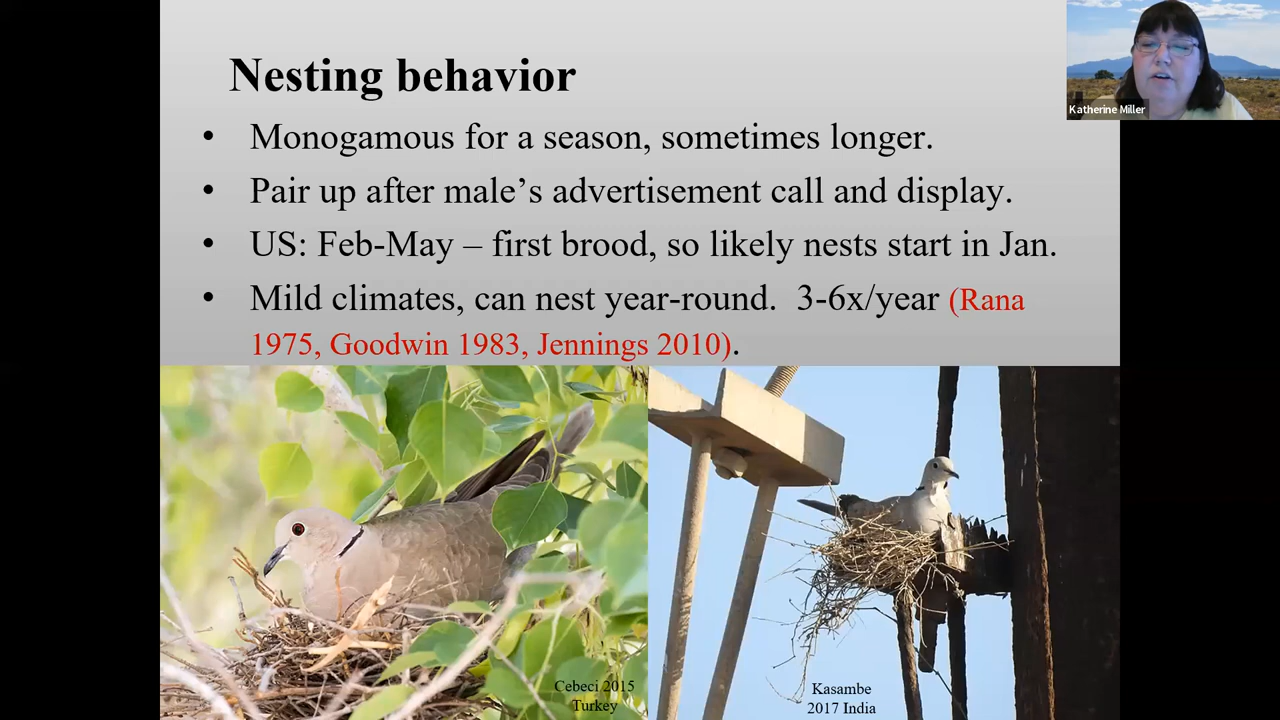 Nesting behavior
Katherine Miller
• Monogamous for a season, sometimes longer.
• Pair up after male’s advertisement call and display.
• US: Feb-May – first brood, so likely nests start in Jan.
• Mild climates, can nest year-round. 3-6x/year (Rana
1975, Goodwin 1983, Jennings 2010).
Cebeci 2015
Turkey
Kasambe
2017 India